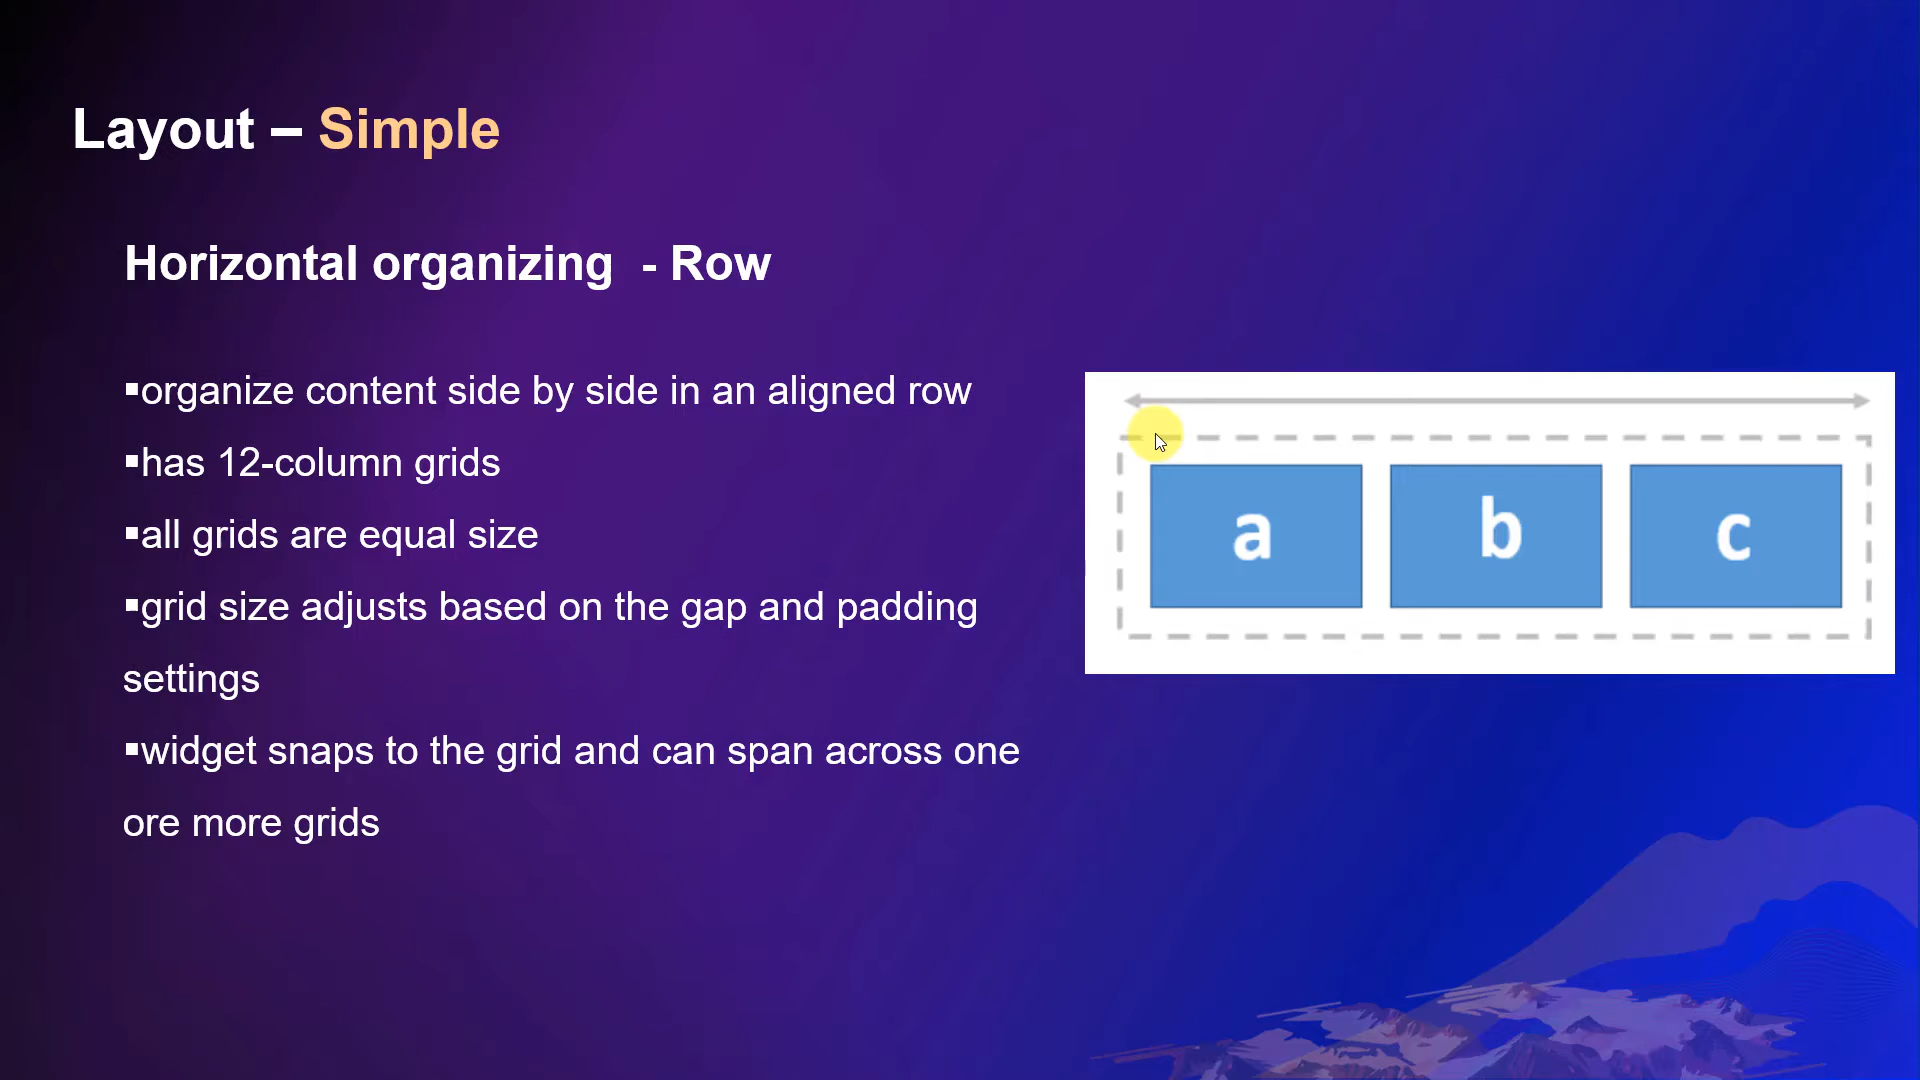 Layout – Simple
Horizontal organizing - Row
▪organize content side by side in an aligned row
▪has 12-column grids
▪all grids are equal size
▪grid size adjusts based on the gap and padding
settings
▪widget snaps to the grid and can span across one
ore more grids
a b c